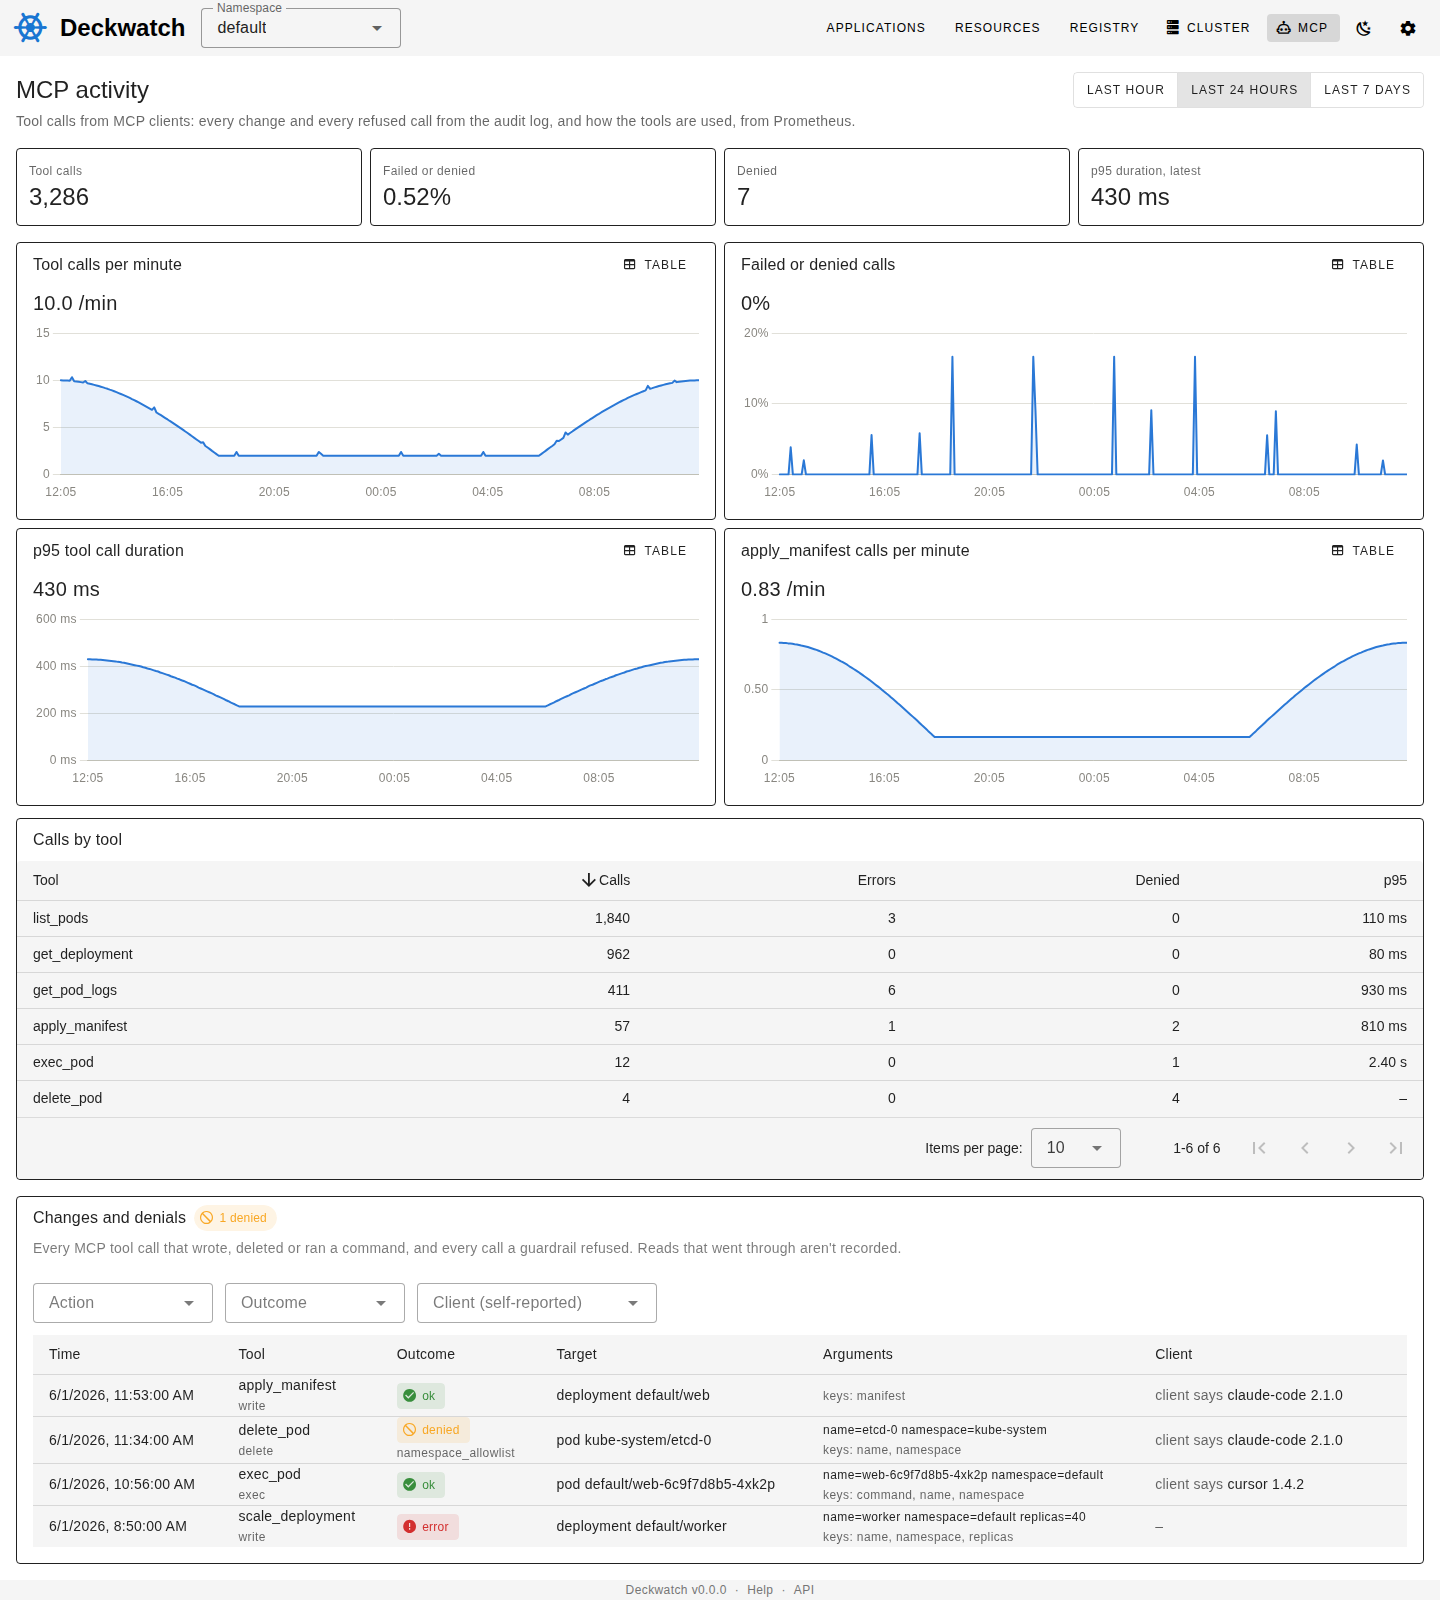 Namespace
Deckwatch
default
APPLICATIONS
RESOURCES
REGISTRY
CLUSTER
MCP
MCP activity
LAST HOUR
LAST 24 HOURS
LAST 7 DAYS
Tool calls from MCP clients: every change and every refused call from the audit log, and how the tools are used, from Prometheus.
Tool calls
3,286
Failed or denied
0.52%
Denied
7
p95 duration, latest
430 ms
Tool calls per minute
TABLE
10.0 /min
15
10
5
0
12:05 16:05 20:05 00:05 04:05 08:05
Failed or denied calls
TABLE
0%
20%
10%
0%
12:05 16:05 20:05 00:05 04:05 08:05
p95 tool call duration
TABLE
430 ms
600 ms
400 ms
200 ms
0 ms
12:05 16:05 20:05 00:05 04:05 08:05
apply_manifest calls per minute
TABLE
0.83 /min
1
0.50
0
12:05 16:05 20:05 00:05 04:05 08:05
Calls by tool
Tool Calls Errors Denied p95
list_pods 1,840 3 0 110 ms
get_deployment 962 0 0 80 ms
get_pod_logs 411 6 0 930 ms
apply_manifest 57 1 2 810 ms
exec_pod 12 0 1 2.40 s
delete_pod 4 0 4 –
Items per page: 10 1-6 of 6
Changes and denials 1 denied
Every MCP tool call that wrote, deleted or ran a command, and every call a guardrail refused. Reads that went through aren't recorded.
Action
Outcome
Client (self-reported)
Time Tool Outcome Target Arguments Client
6/1/2026, 11:53:00 AM apply_manifest ok deployment default/web keys: manifest client says claude-code 2.1.0
write
6/1/2026, 11:34:00 AM delete_pod denied pod kube-system/etcd-0 name=etcd-0 namespace=kube-system client says claude-code 2.1.0
delete namespace_allowlist keys: name, namespace
6/1/2026, 10:56:00 AM exec_pod ok pod default/web-6c9f7d8b5-4xk2p name=web-6c9f7d8b5-4xk2p namespace=default client says cursor 1.4.2
exec keys: command, name, namespace
6/1/2026, 8:50:00 AM scale_deployment error deployment default/worker name=worker namespace=default replicas=40 –
write keys: name, namespace, replicas
Deckwatch v0.0.0 · Help · API